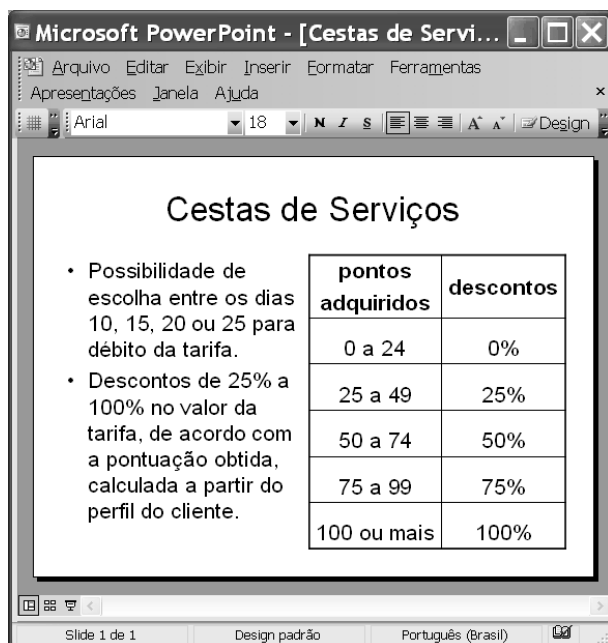 Microsoft PowerPoint - [Cestas de Servi...
Arquivo Editar Exibir Inserir Formatar Ferramentas
Apresentações Janela Ajuda
Arial 18 N I S A A Design
Cestas de Serviços
• Possibilidade de
escolha entre os dias
10, 15, 20 ou 25 para
débito da tarifa.
• Descontos de 25% a
100% no valor da
tarifa, de acordo com
a pontuação obtida,
calculada a partir do
perfil do cliente.
pontos
adquiridos
descontos
0 a 24 0%
25 a 49 25%
50 a 74 50%
75 a 99 75%
100 ou mais 100%
Slide 1 de 1 Design padrão Português (Brasil)